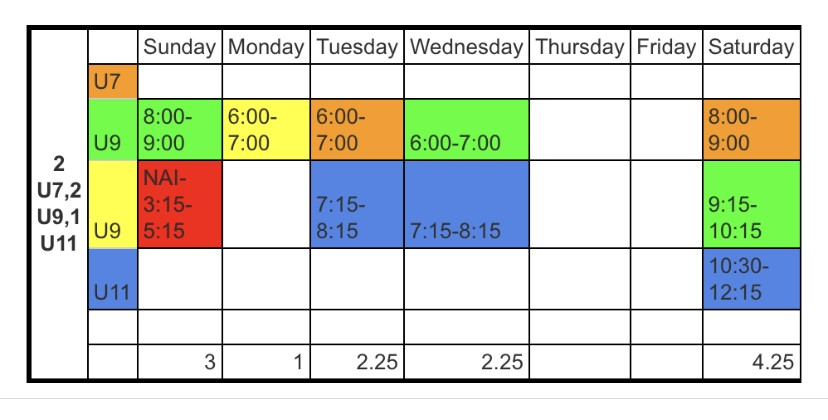 Sunday Monday Tuesday Wednesday Thursday Friday Saturday
2
U7,2
U9,1
U11
U7
U9
8:00-
9:00
6:00-
7:00
6:00-
7:00
6:00-7:00
8:00-
9:00
U9
NAI-
3:15-
5:15
7:15-
8:15
7:15-8:15
9:15-
10:15
U11
10:30-
12:15
3 1 2.25 2.25 4.25